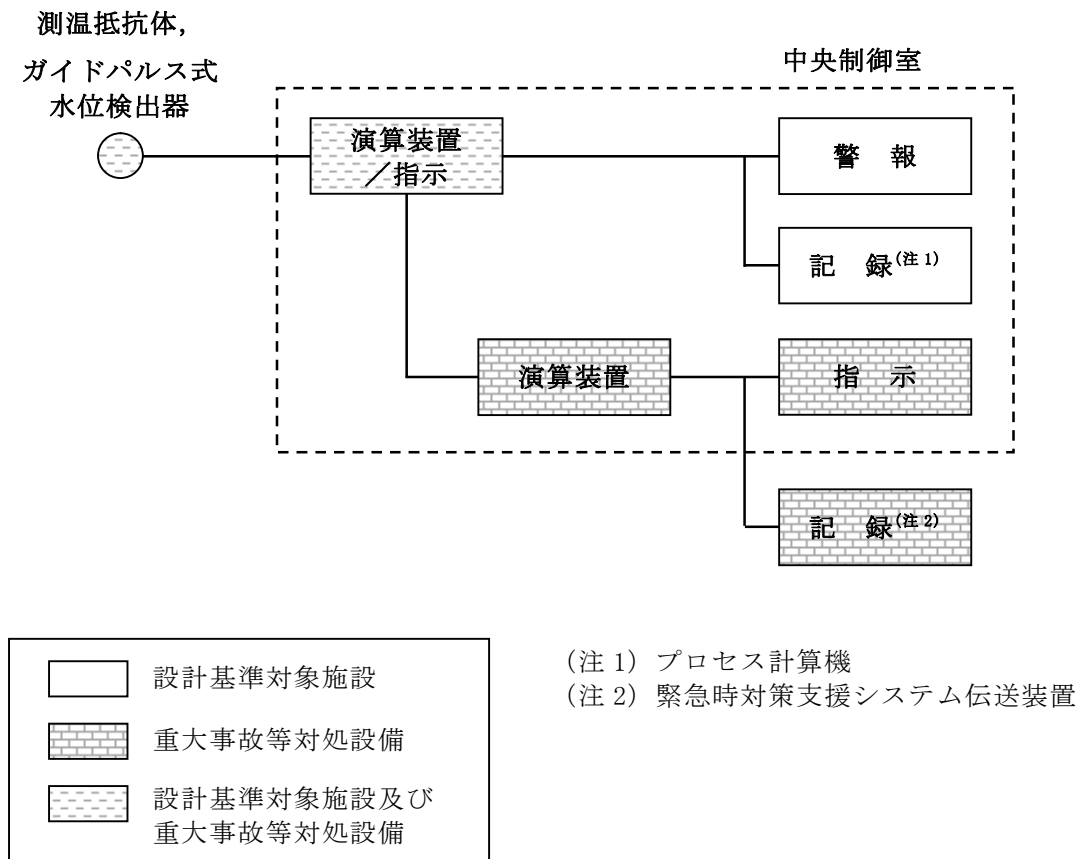 測温抵抗体，
ガイドパルス式
水位検出器
中央制御室
演算装置
／指示
警　報
記　録(注 1)
演算装置
指　示
記　録(注 2)
設計基準対象施設
重大事故等対処設備
設計基準対象施設及び
重大事故等対処設備
（注 1）プロセス計算機
（注 2）緊急時対策支援システム伝送装置